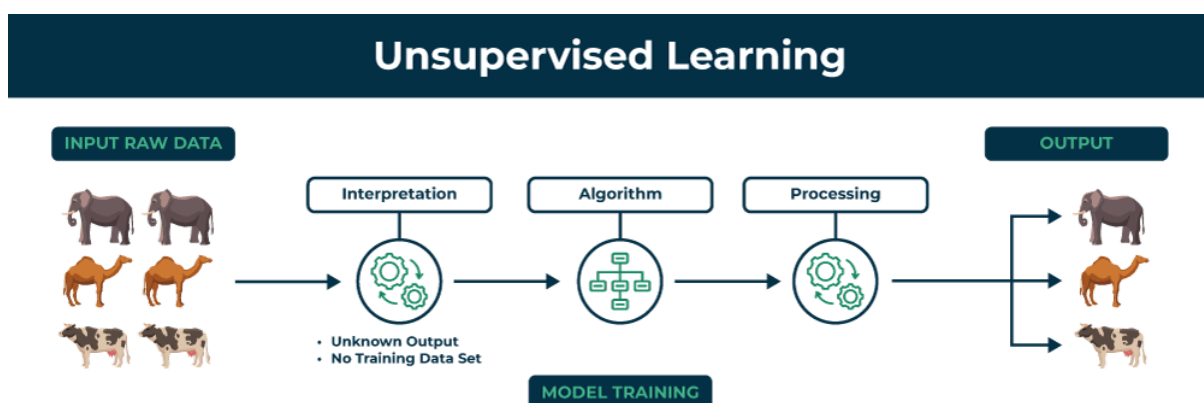 Unsupervised Learning
INPUT RAW DATA
OUTPUT
Interpretation
Algorithm
Processing
• Unknown Output
• No Training Data Set
MODEL TRAINING